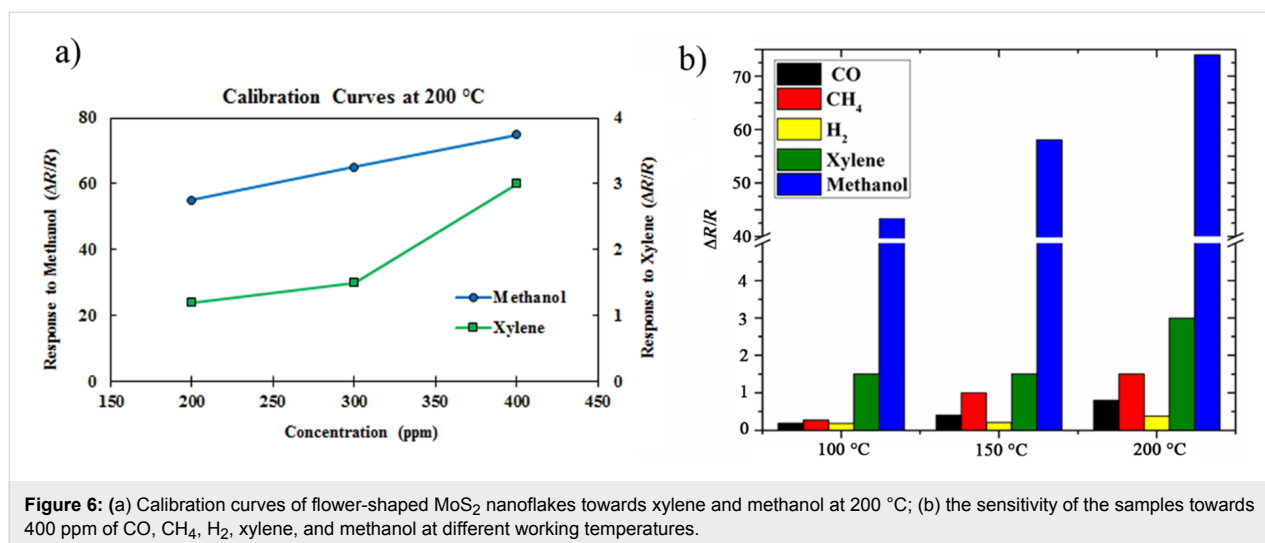 a)
Calibration Curves at 200 °C
Response to Methanol (ΔR/R)
80
60
40
20
0
4
3
2
1
0
Response to Xylene (ΔR/R)
Methanol
Xylene
150 200 250 300 350 400 450
Concentration (ppm)
b)
ΔR/R
70
60
50
40
4
3
2
1
0
CO
CH₄
H₂
Xylene
Methanol
100 °C 150 °C 200 °C
Figure 6: (a) Calibration curves of flower-shaped MoS₂ nanoflakes towards xylene and methanol at 200 °C; (b) the sensitivity of the samples towards
400 ppm of CO, CH₄, H₂, xylene, and methanol at different working temperatures.